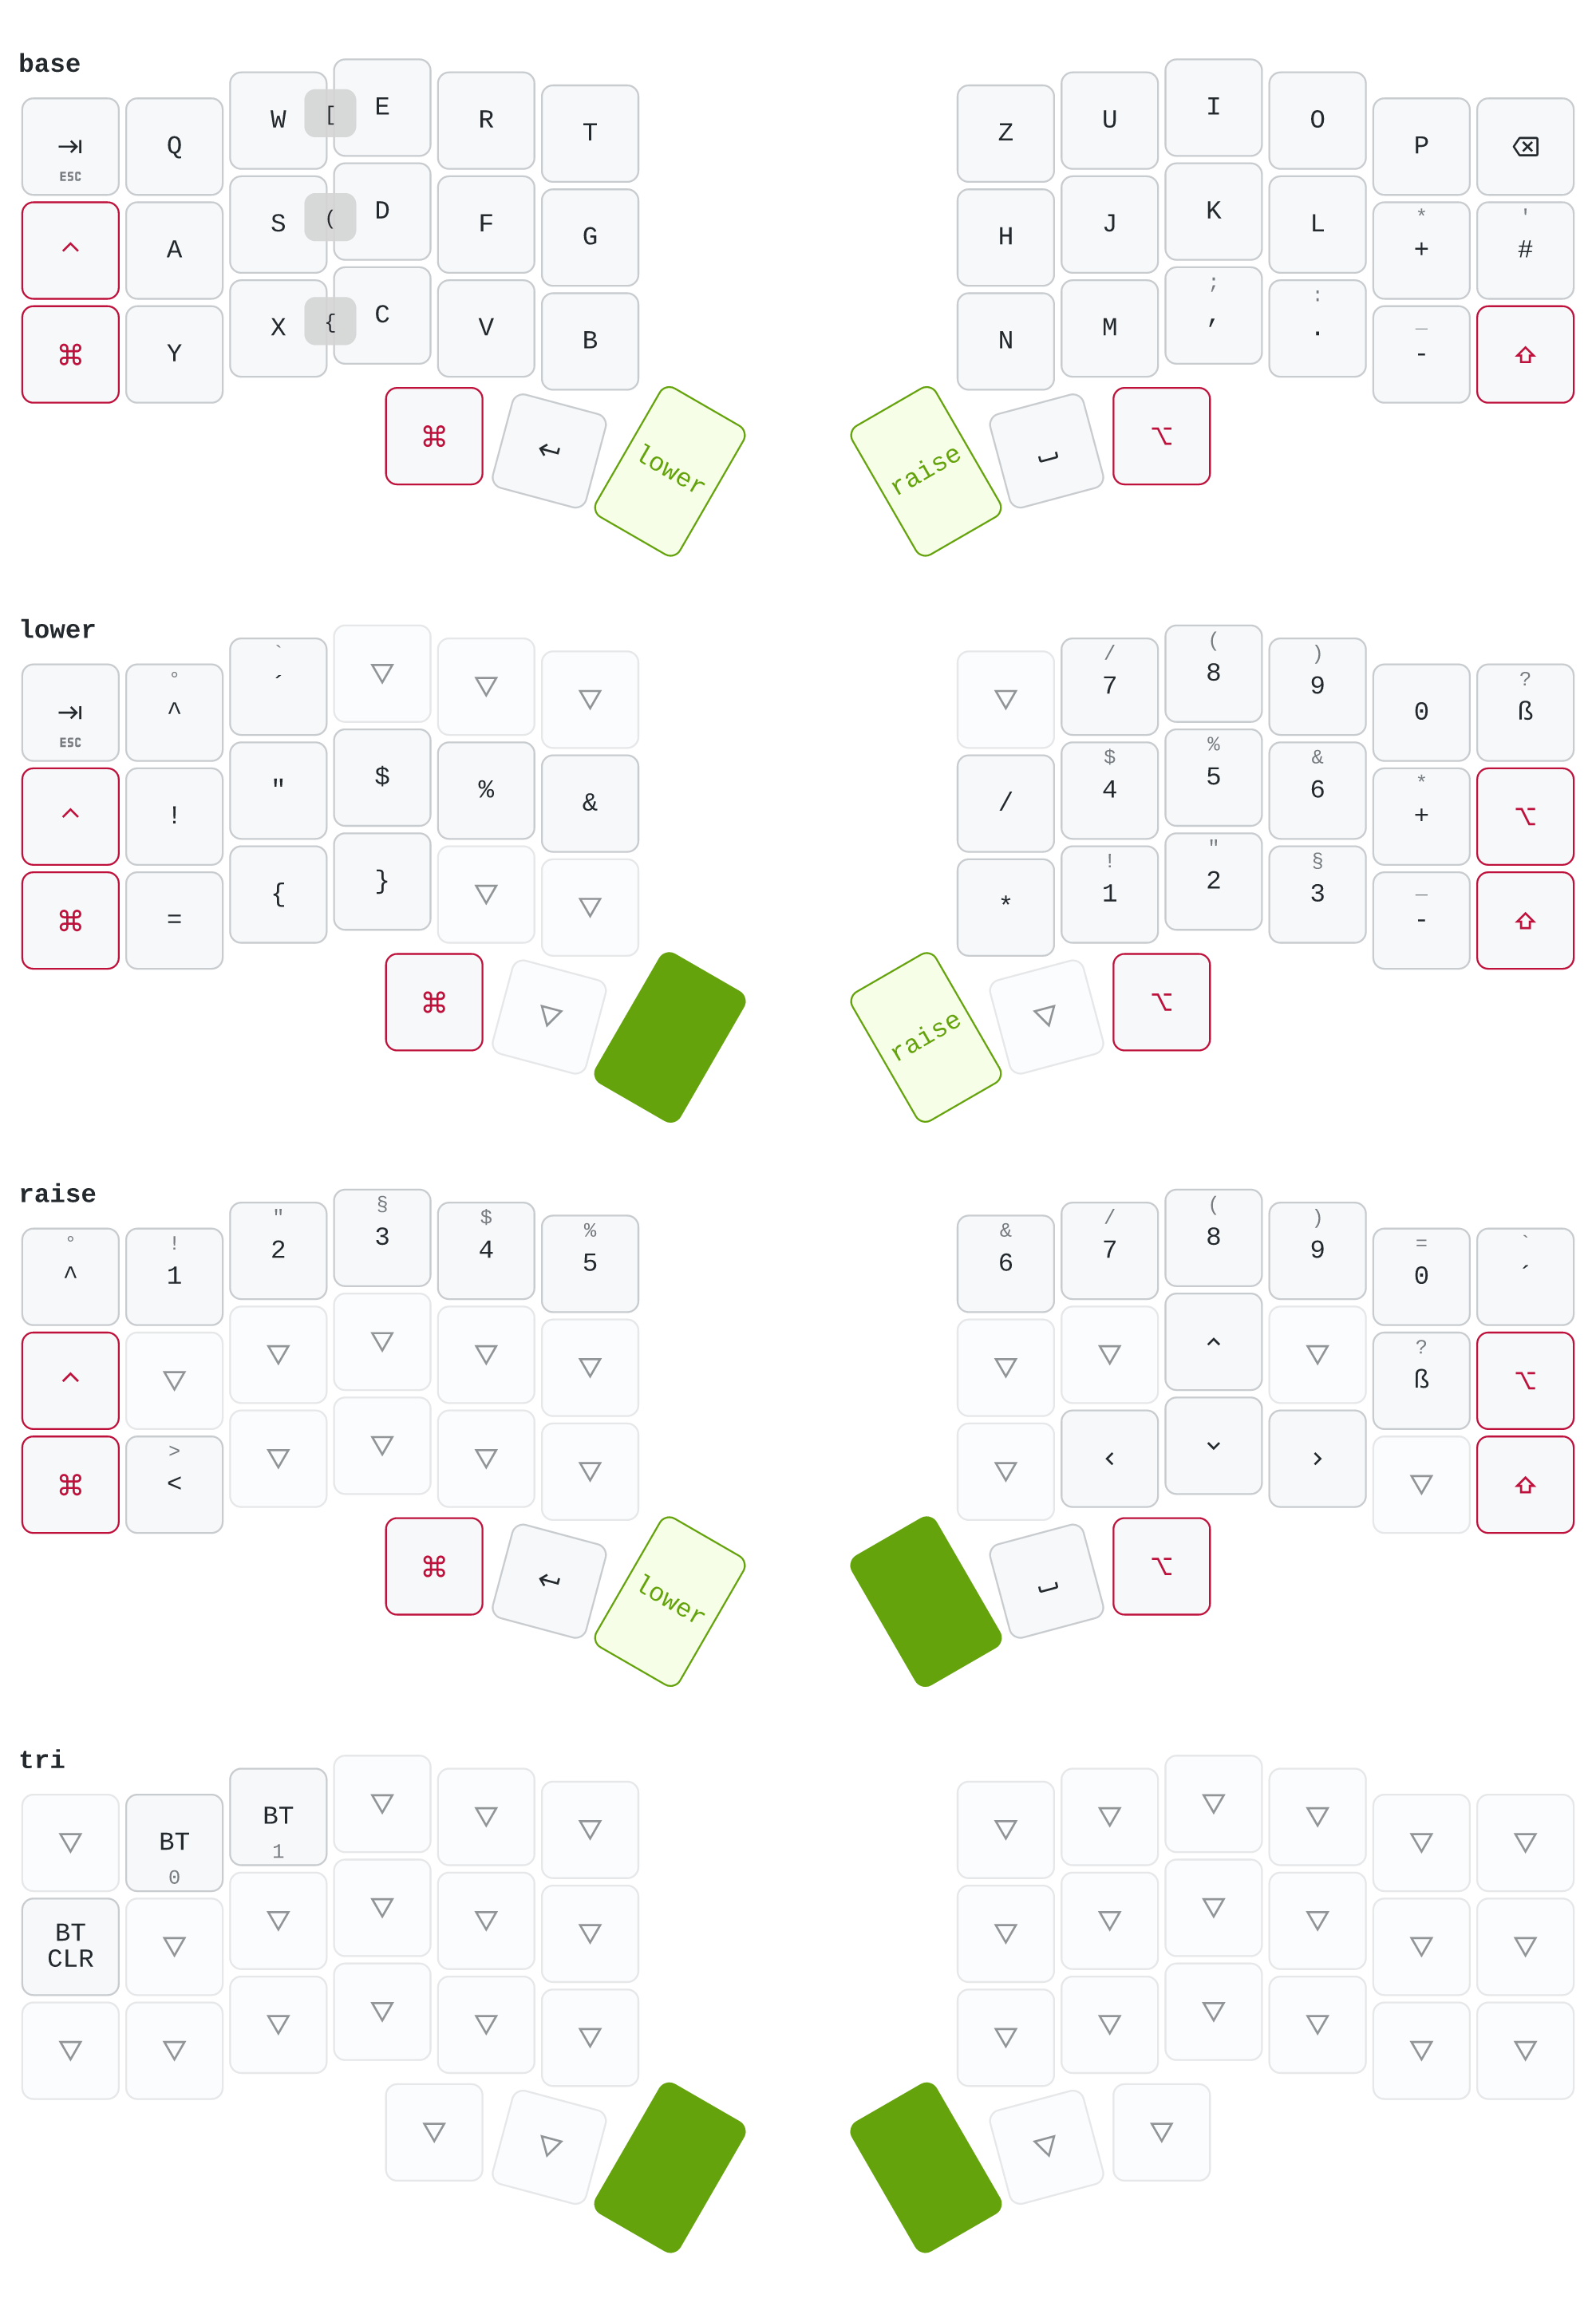 base
⇥ Q W [ E R T Z U I O P ⌫
ESC
⌃ A S ( D F G H J K L * + ' #
⌘ Y X { C V B N M ; , : . _ - ⇧
⌘ ↵ lower raise ⎵ ⌥
lower
⇥ ° ^ ` ´ ▽ ▽ ▽ ▽ / 7 ( 8 ) 9 0 ? ß
ESC
⌃ ! " $ % & / $ 4 % 5 & 6 * + ⌥
⌘ = { } ▽ ▽ * ! 1 " 2 § 3 _ - ⇧
⌘ ▽ raise ▽ ⌥
raise
° ^ ! 1 " 2 § 3 $ 4 % 5 & 6 / 7 ( 8 ) 9 = 0 ` ´
⌃ ▽ ▽ ▽ ▽ ▽ ▽ ▽ ^ ▽ ? ß ⌥
⌘ > < ▽ ▽ ▽ ▽ ▽ ‹ ⌄ › ▽ ⇧
⌘ ↵ lower ⎵ ⌥
tri
▽ BT 0 BT 1 ▽ ▽ ▽ ▽ ▽ ▽ ▽ ▽ ▽
BT CLR ▽ ▽ ▽ ▽ ▽ ▽ ▽ ▽ ▽ ▽ ▽
▽ ▽ ▽ ▽ ▽ ▽ ▽ ▽ ▽ ▽ ▽ ▽
▽ ▽ ▽ ▽